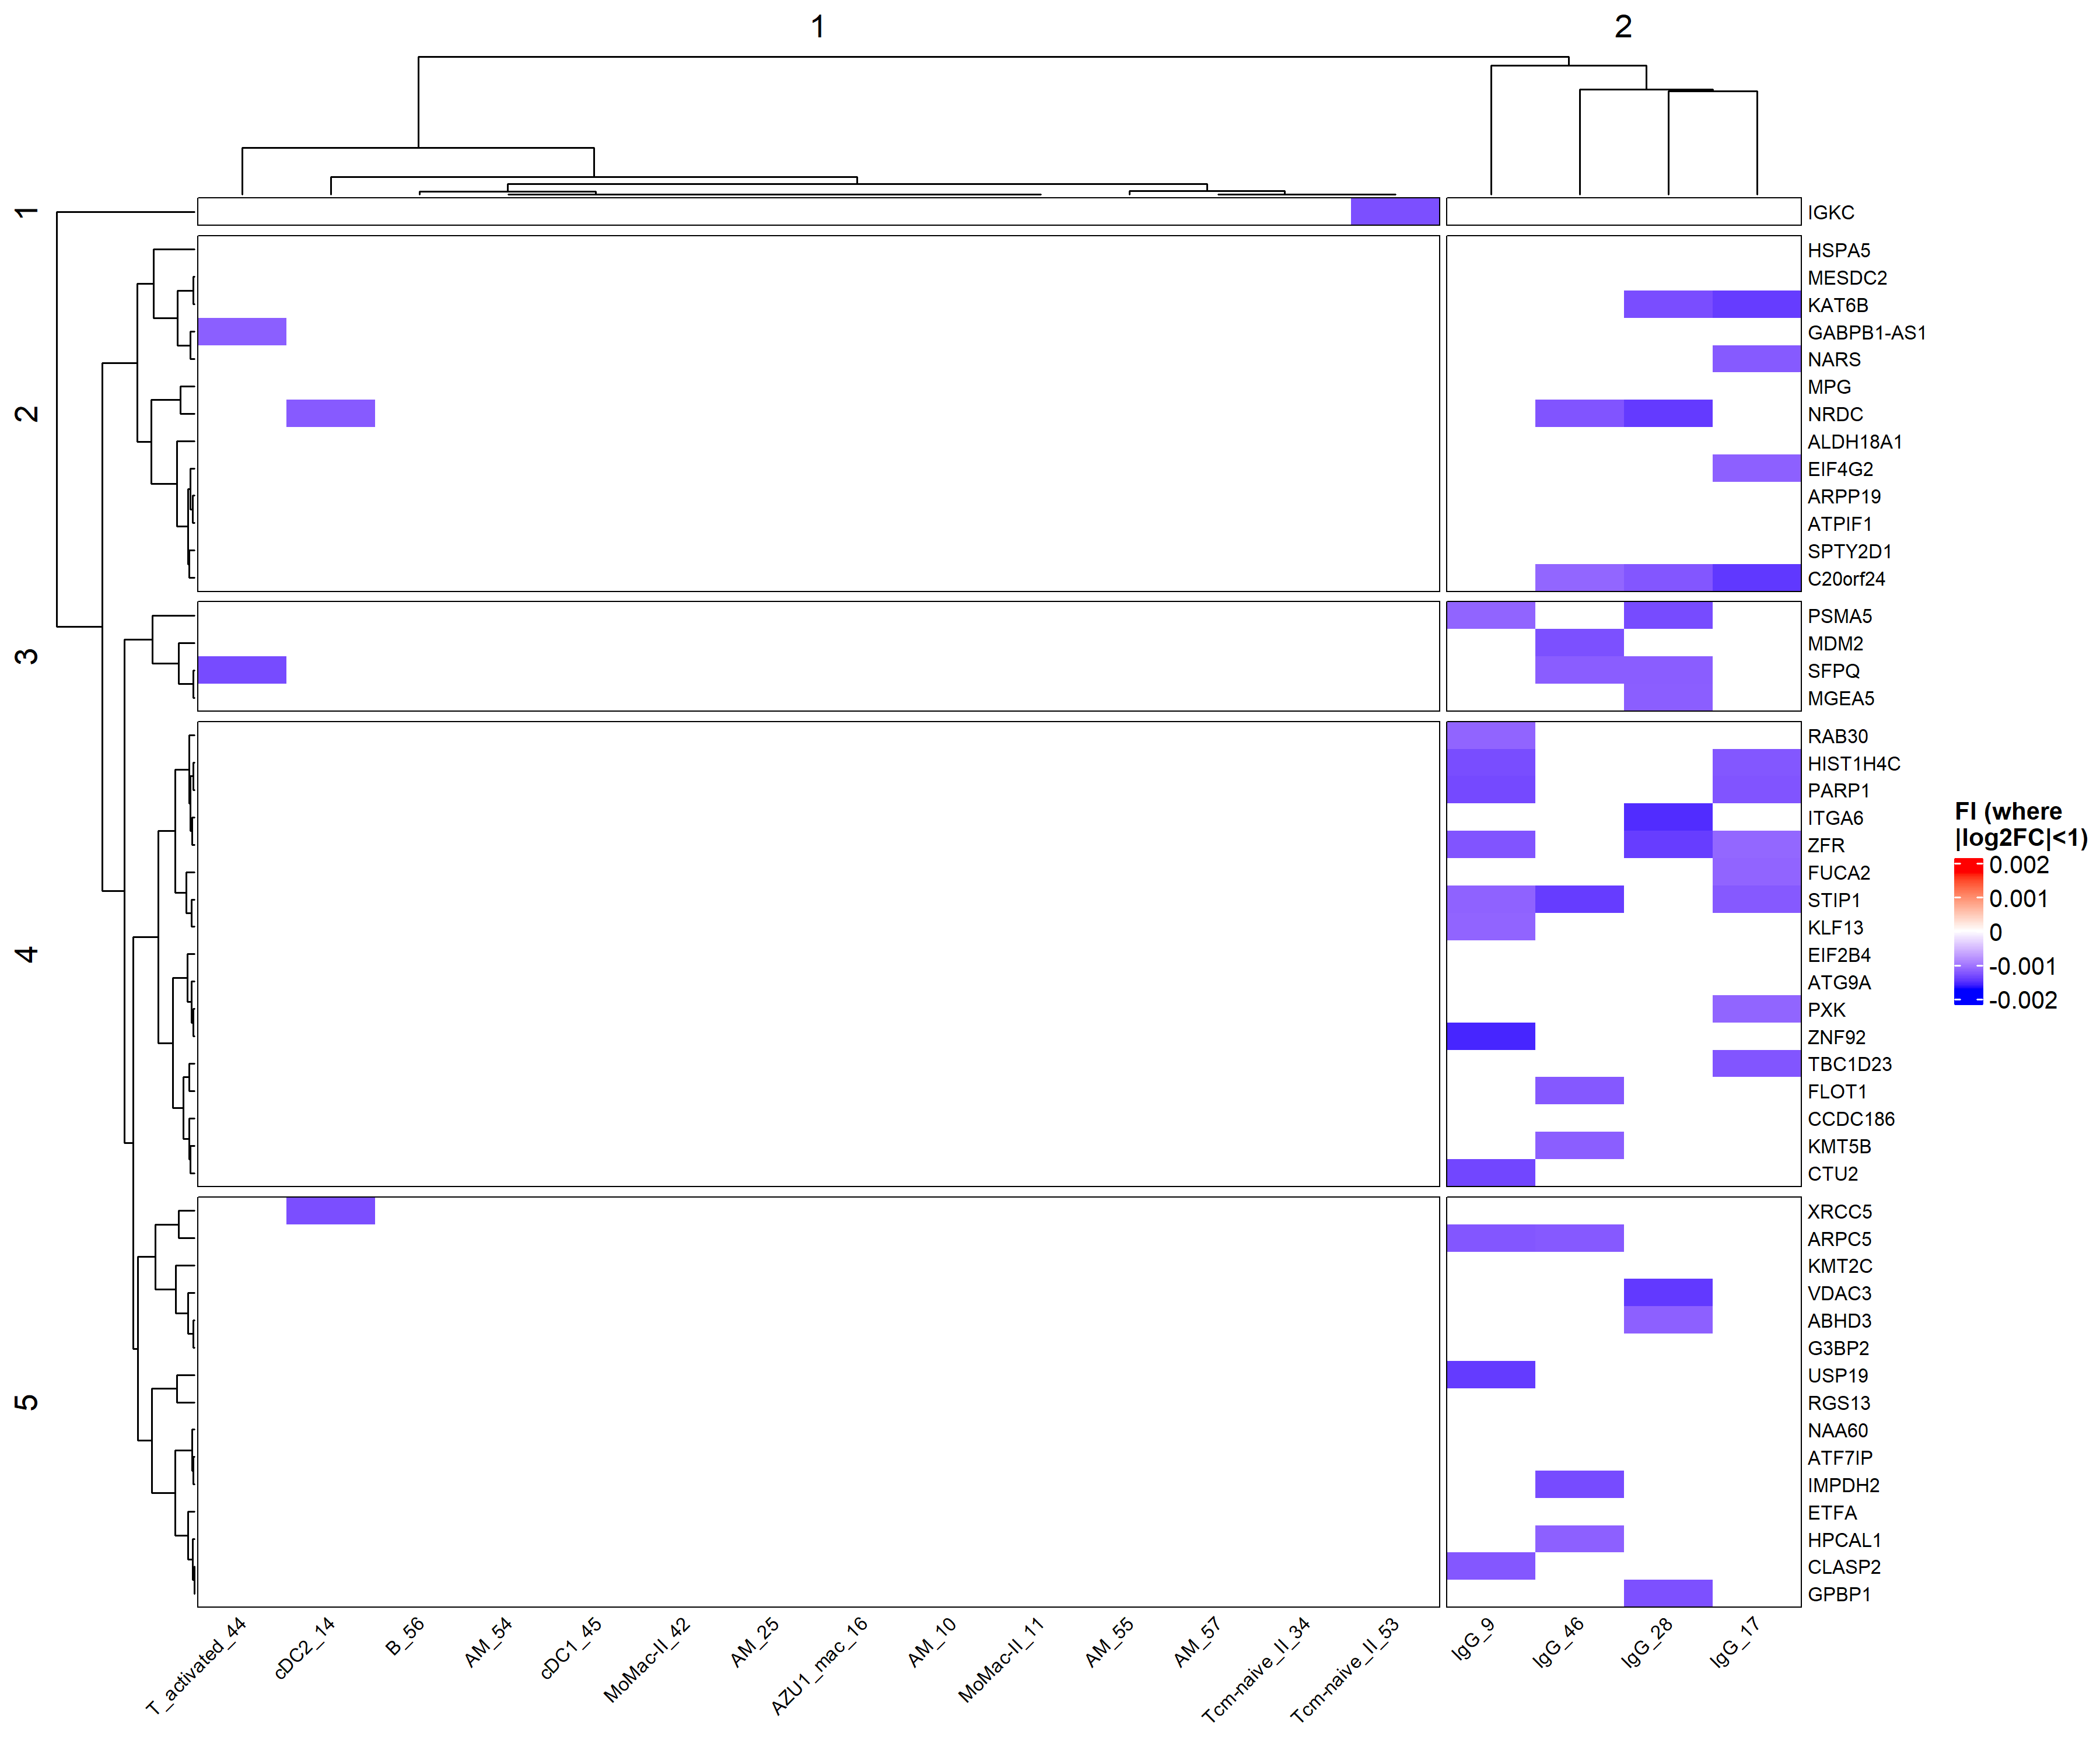 1
2
1
2
3
4
5
IGKC
HSPA5
MESDC2
KAT6B
GABPB1-AS1
NARS
MPG
NRDC
ALDH18A1
EIF4G2
ARPP19
ATPIF1
SPTY2D1
C20orf24
PSMA5
MDM2
SFPQ
MGEA5
RAB30
HIST1H4C
PARP1
ITGA6
ZFR
FUCA2
STIP1
KLF13
EIF2B4
ATG9A
PXK
ZNF92
TBC1D23
FLOT1
CCDC186
KMT5B
CTU2
XRCC5
ARPC5
KMT2C
VDAC3
ABHD3
G3BP2
USP19
RGS13
NAA60
ATF7IP
IMPDH2
ETFA
HPCAL1
CLASP2
GPBP1
T_activated_44
cDC2_14
B_56
AM_54
cDC1_45
MoMac-II_42
AM_25
AZU1_mac_16
AM_10
MoMac-II_11
AM_55
AM_57
Tcm-naive_II_34
Tcm-naive_II_53
IgG_9
IgG_46
IgG_28
IgG_17
FI (where
|log2FC|<1)
0.002
0.001
0
-0.001
-0.002